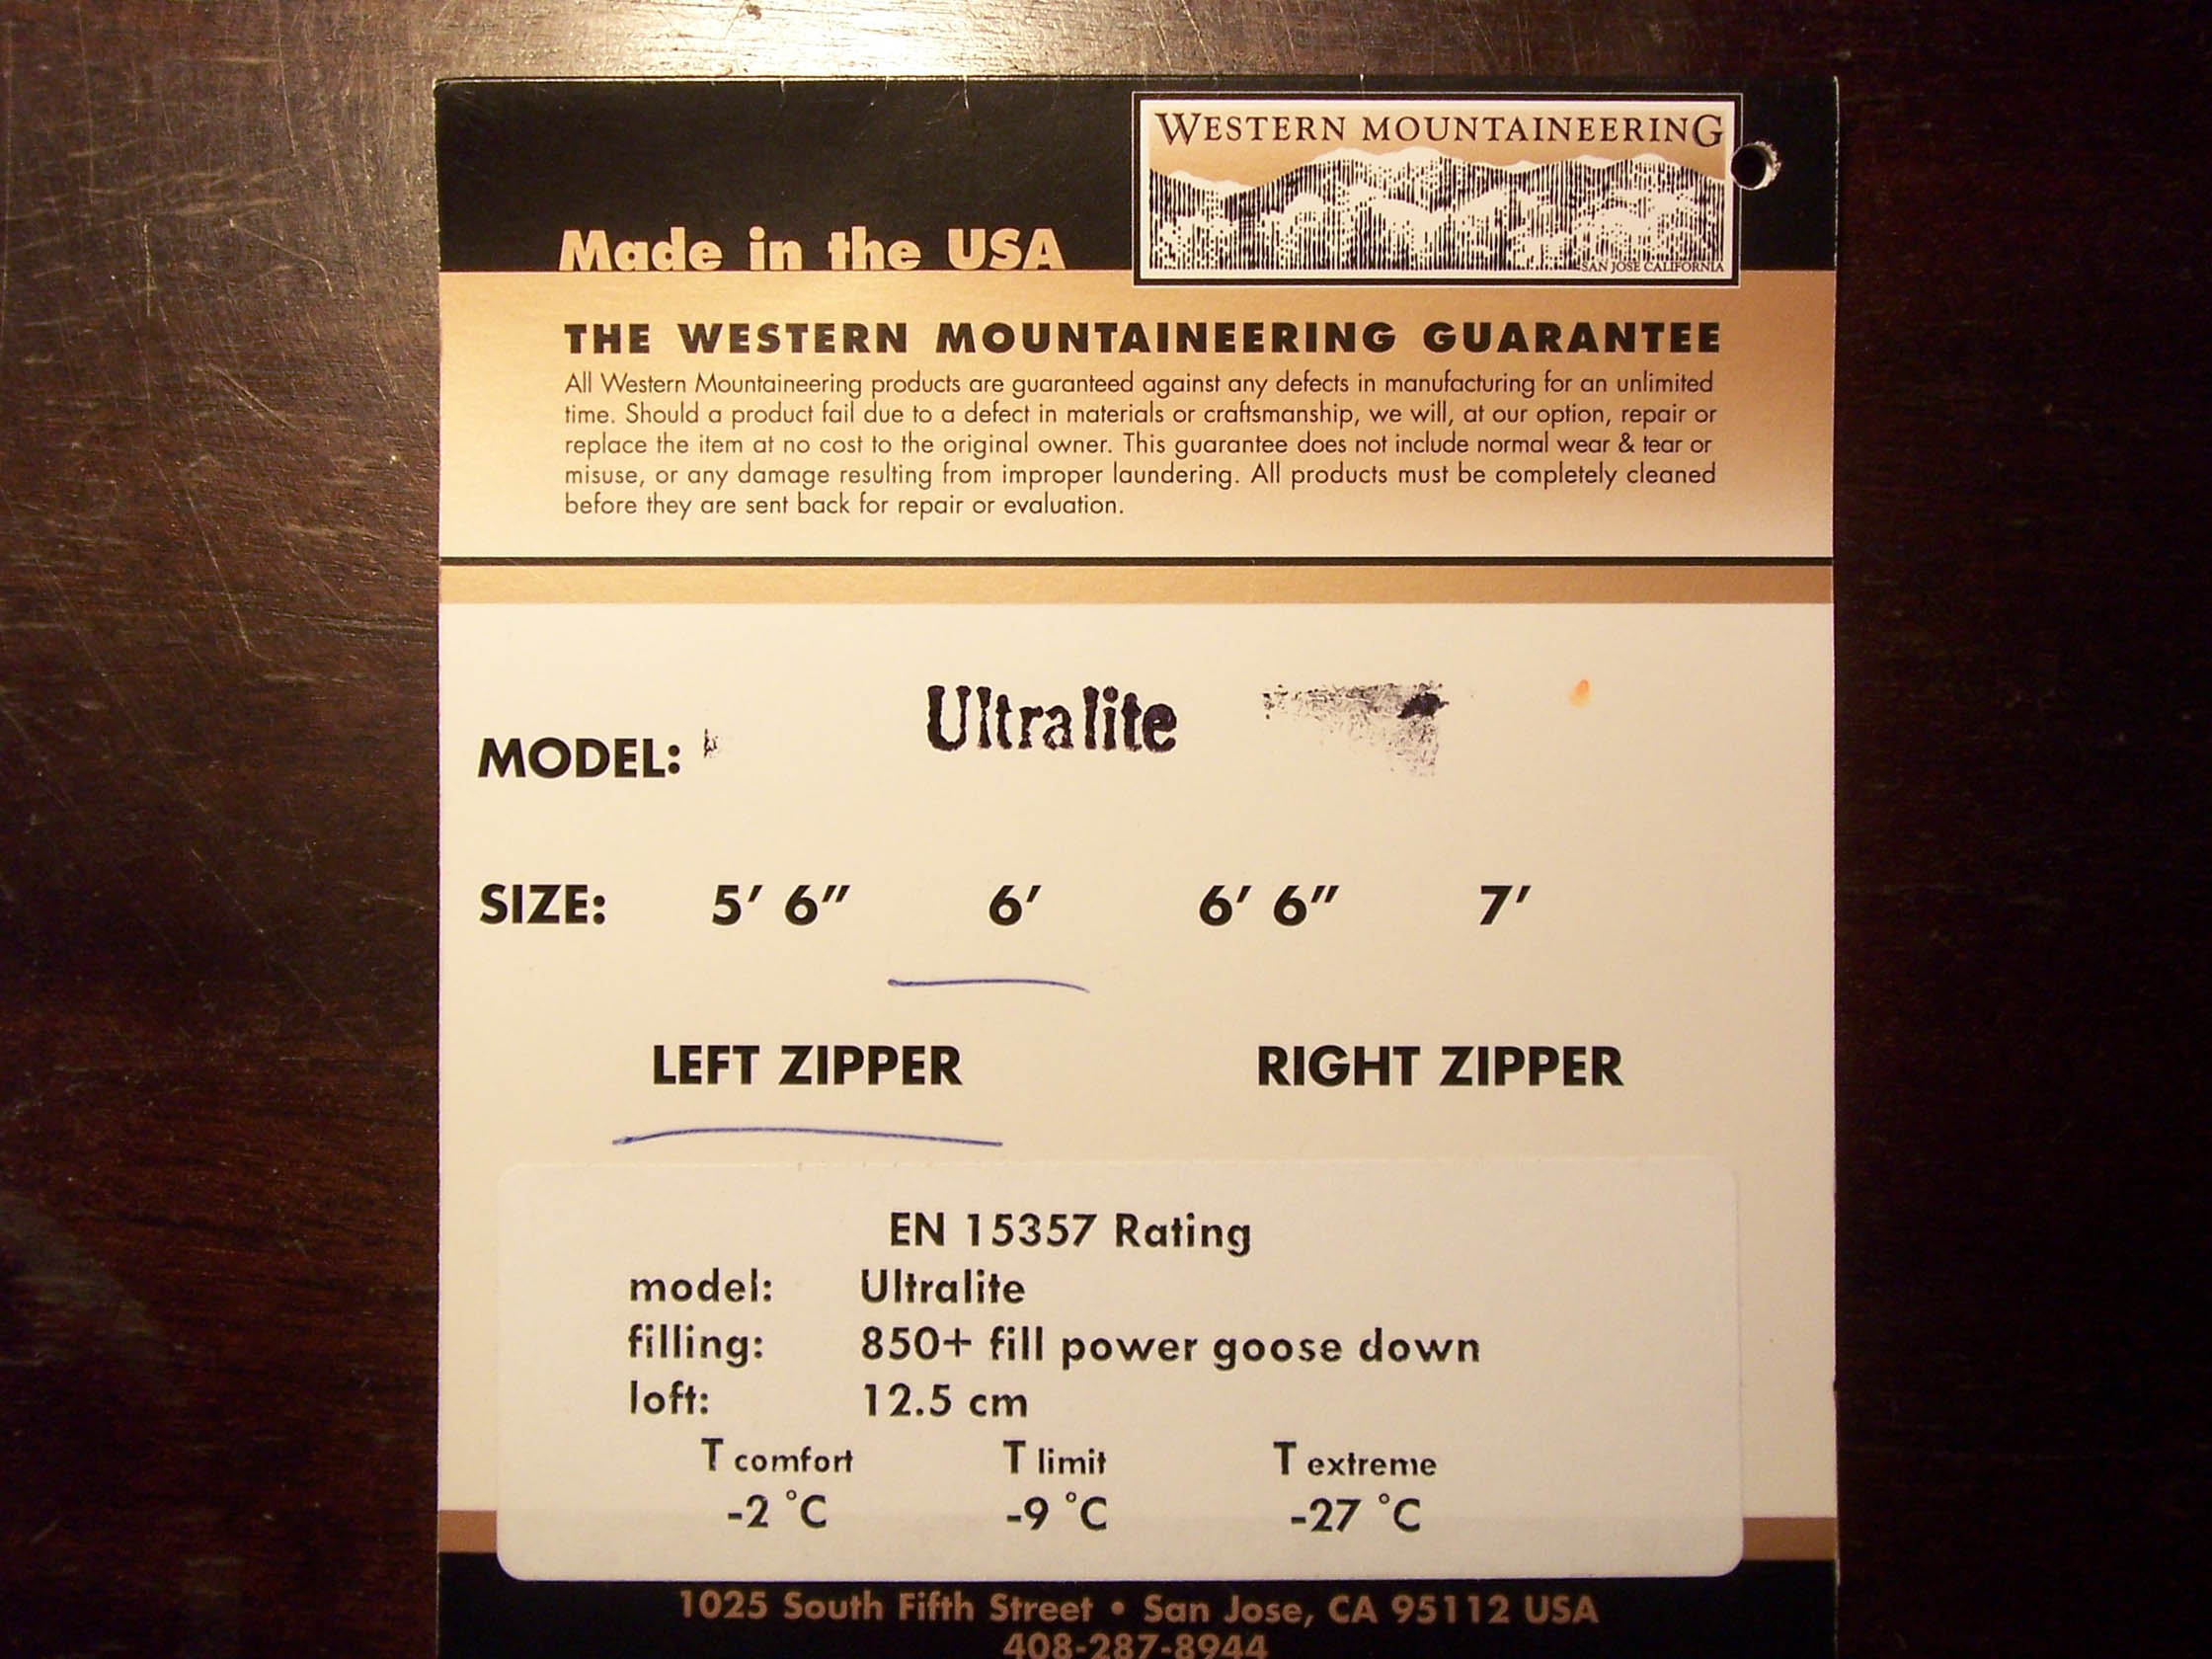 WESTERN MOUNTAINEERING
SAN JOSE CALIFORNIA
Made in the USA
THE WESTERN MOUNTAINEERING GUARANTEE
All Western Mountaineering products are guaranteed against any defects in manufacturing for an unlimited
time. Should a product fail due to a defect in materials or craftsmanship, we will, at our option, repair or
replace the item at no cost to the original owner. This guarantee does not include normal wear & tear or
misuse, or any damage resulting from improper laundering. All products must be completely cleaned
before they are sent back for repair or evaluation.
MODEL: Ultralite
SIZE: 5′ 6″ 6′ 6′ 6″ 7′
LEFT ZIPPER RIGHT ZIPPER
EN 15357 Rating
model: Ultralite
filling: 850+ fill power goose down
loft: 12.5 cm
T comfort T limit T extreme
-2 °C -9 °C -27 °C
1025 South Fifth Street • San Jose, CA 95112 USA
408-287-8944